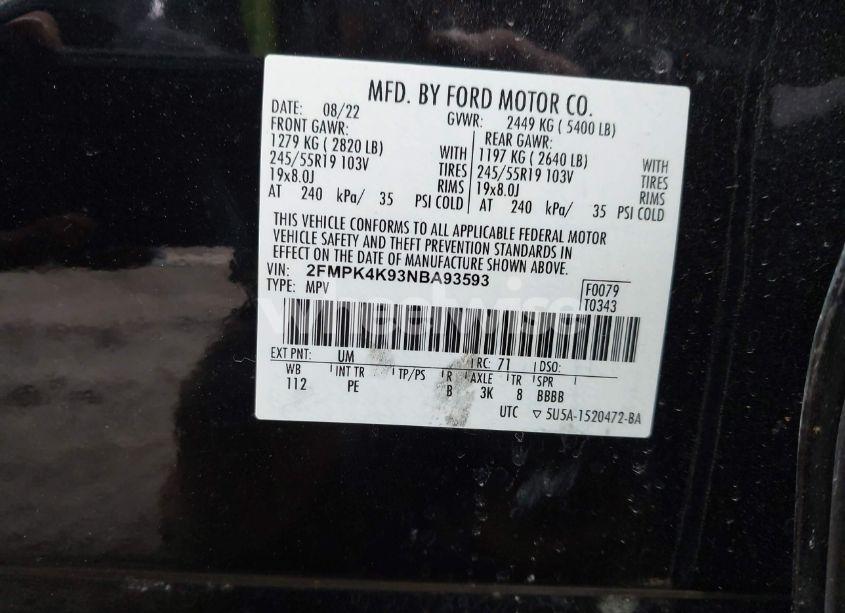 MFD. BY FORD MOTOR CO.
DATE: 08/22 GVWR: 2449 KG ( 5400 LB)
FRONT GAWR: REAR GAWR:
1279 KG ( 2820 LB) WITH 1197 KG ( 2640 LB) WITH
245/55R19 103V TIRES 245/55R19 103V TIRES
19x8.0J RIMS 19x8.0J RIMS
AT 240 kPa/ 35 PSI COLD AT 240 kPa/ 35 PSI COLD
THIS VEHICLE CONFORMS TO ALL APPLICABLE FEDERAL MOTOR
VEHICLE SAFETY AND THEFT PREVENTION STANDARDS IN
EFFECT ON THE DATE OF MANUFACTURE SHOWN ABOVE.
VIN: 2FMPK4K93NBA93593 F0079
TYPE: MPV T0343
wheelwise
EXT PNT: UM RC: 71 DSO:
WB INT TR TP/PS R AXLE TR SPR
112 PE B 3K 8 BBBB
UTC ▽ 5U5A-1520472-BA